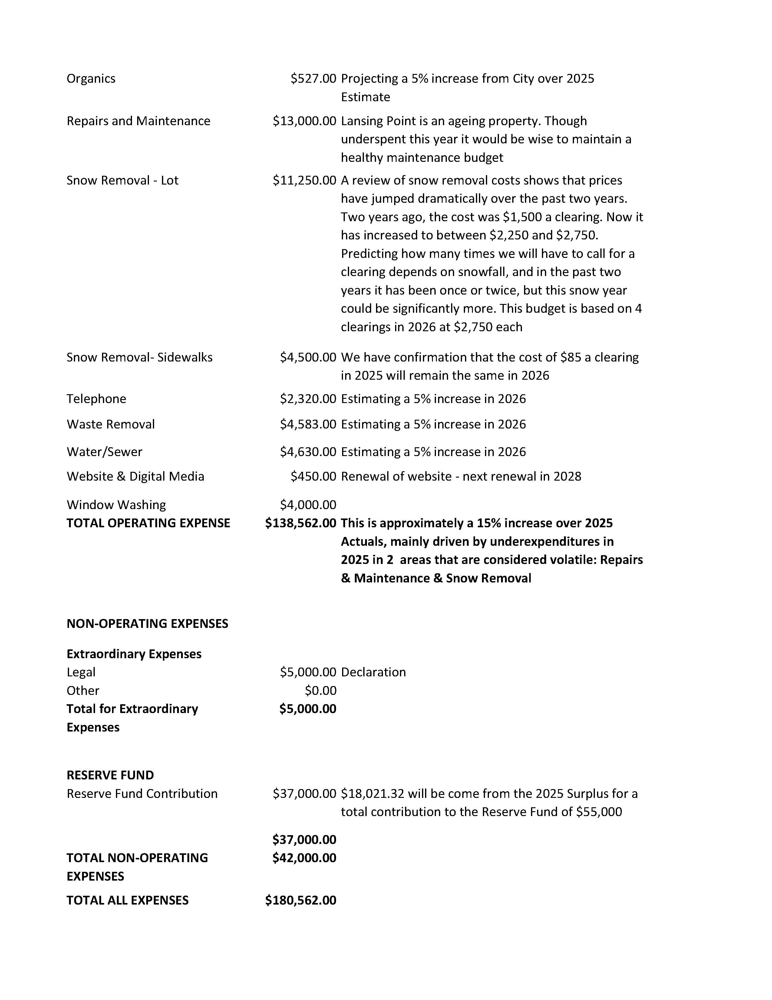 Organics $527.00 Projecting a 5% increase from City over 2025
Estimate
Repairs and Maintenance $13,000.00 Lansing Point is an ageing property. Though
underspent this year it would be wise to maintain a
healthy maintenance budget
Snow Removal - Lot $11,250.00 A review of snow removal costs shows that prices
have jumped dramatically over the past two years.
Two years ago, the cost was $1,500 a clearing. Now it
has increased to between $2,250 and $2,750.
Predicting how many times we will have to call for a
clearing depends on snowfall, and in the past two
years it has been once or twice, but this snow year
could be significantly more. This budget is based on 4
clearings in 2026 at $2,750 each
Snow Removal- Sidewalks $4,500.00 We have confirmation that the cost of $85 a clearing
in 2025 will remain the same in 2026
Telephone $2,320.00 Estimating a 5% increase in 2026
Waste Removal $4,583.00 Estimating a 5% increase in 2026
Water/Sewer $4,630.00 Estimating a 5% increase in 2026
Website & Digital Media $450.00 Renewal of website - next renewal in 2028
Window Washing $4,000.00
TOTAL OPERATING EXPENSE $138,562.00 This is approximately a 15% increase over 2025
Actuals, mainly driven by underexpenditures in
2025 in 2  areas that are considered volatile: Repairs
& Maintenance & Snow Removal
NON-OPERATING EXPENSES
Extraordinary Expenses
Legal $5,000.00 Declaration
Other $0.00
Total for Extraordinary $5,000.00
Expenses
RESERVE FUND
Reserve Fund Contribution $37,000.00 $18,021.32 will be come from the 2025 Surplus for a
total contribution to the Reserve Fund of $55,000
$37,000.00
TOTAL NON-OPERATING $42,000.00
EXPENSES
TOTAL ALL EXPENSES $180,562.00